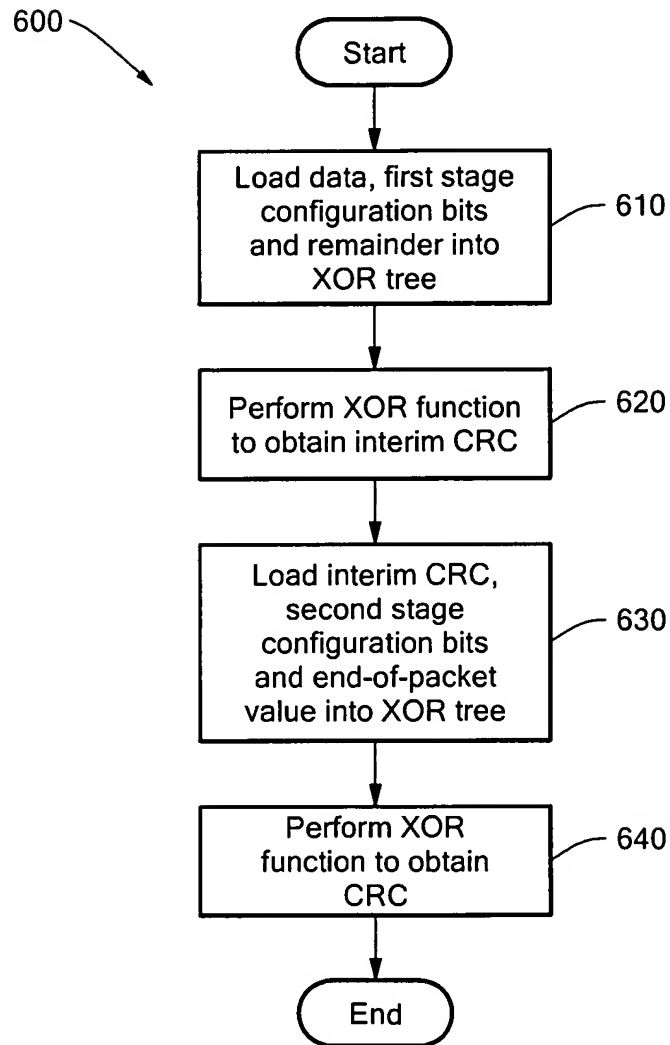 600
Start
Load data, first stage
configuration bits
and remainder into
XOR tree
610
Perform XOR function
to obtain interim CRC
620
Load interim CRC,
second stage
configuration bits
and end-of-packet
value into XOR tree
630
Perform XOR
function to obtain
CRC
640
End